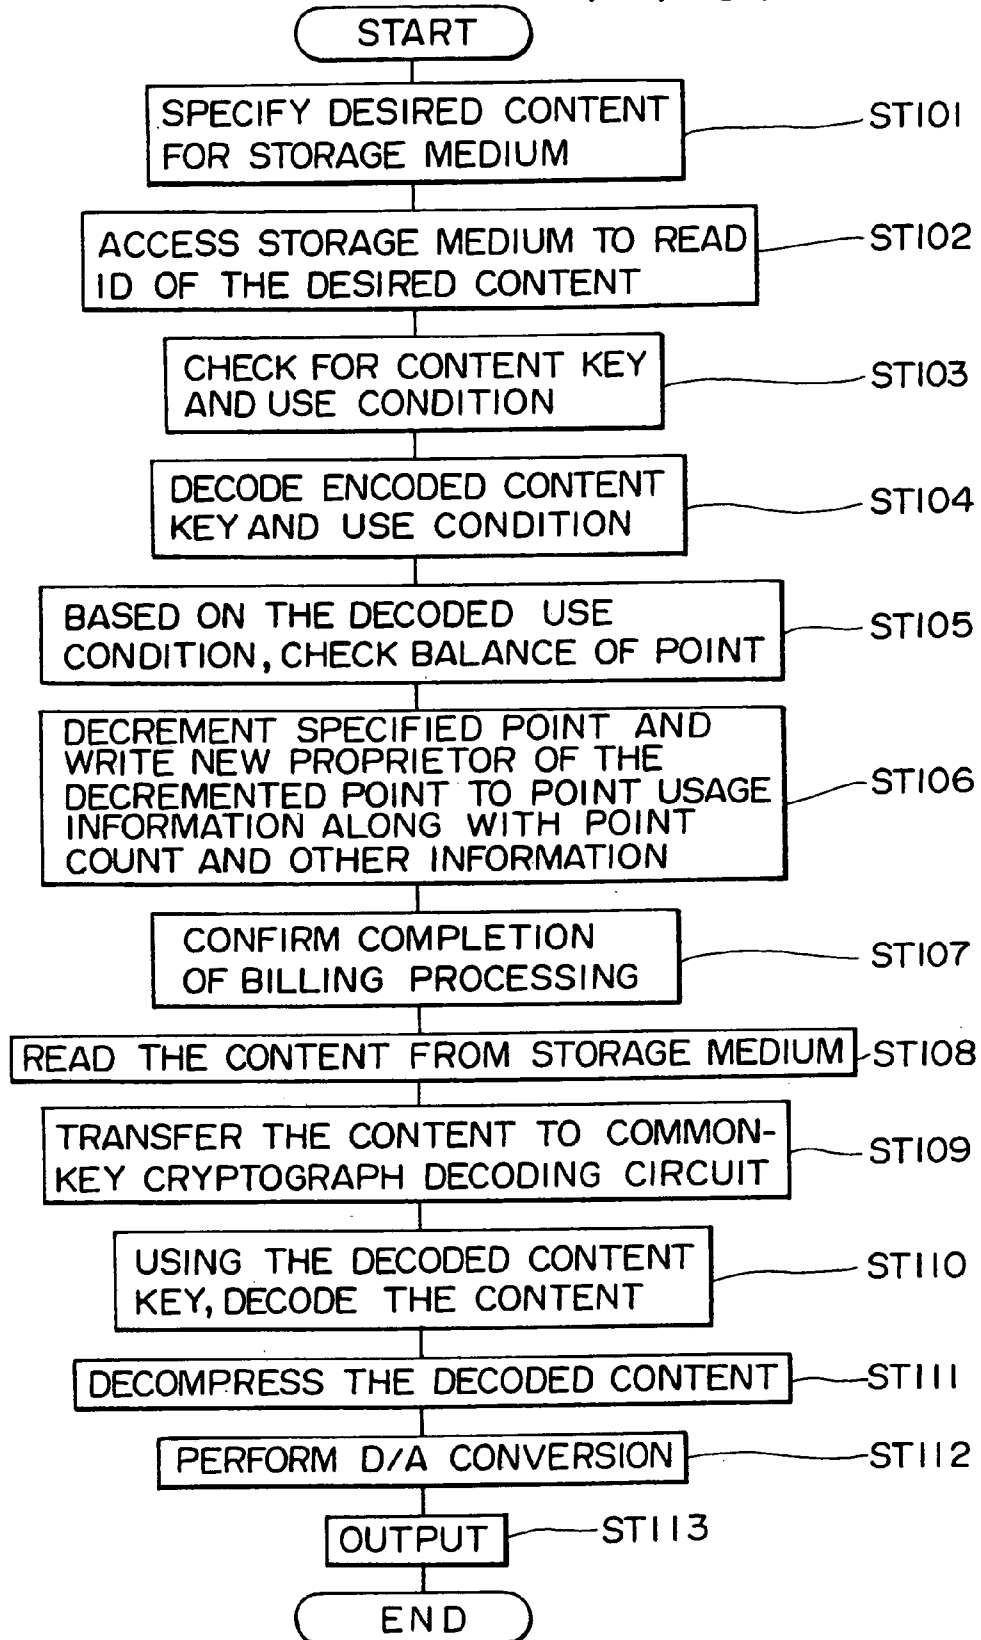 START
SPECIFY DESIRED CONTENT
FOR STORAGE MEDIUM
ST101
ACCESS STORAGE MEDIUM TO READ
ID OF THE DESIRED CONTENT
ST102
CHECK FOR CONTENT KEY
AND USE CONDITION
ST103
DECODE ENCODED CONTENT
KEY AND USE CONDITION
ST104
BASED ON THE DECODED USE
CONDITION, CHECK BALANCE OF POINT
ST105
DECREMENT SPECIFIED POINT AND
WRITE NEW PROPRIETOR OF THE
DECREMENTED POINT TO POINT USAGE
INFORMATION ALONG WITH POINT
COUNT AND OTHER INFORMATION
ST106
CONFIRM COMPLETION
OF BILLING PROCESSING
ST107
READ THE CONTENT FROM STORAGE MEDIUM
ST108
TRANSFER THE CONTENT TO COMMON-
KEY CRYPTOGRAPH DECODING CIRCUIT
ST109
USING THE DECODED CONTENT
KEY, DECODE THE CONTENT
ST110
DECOMPRESS THE DECODED CONTENT
ST111
PERFORM D/A CONVERSION
ST112
OUTPUT
ST113
END